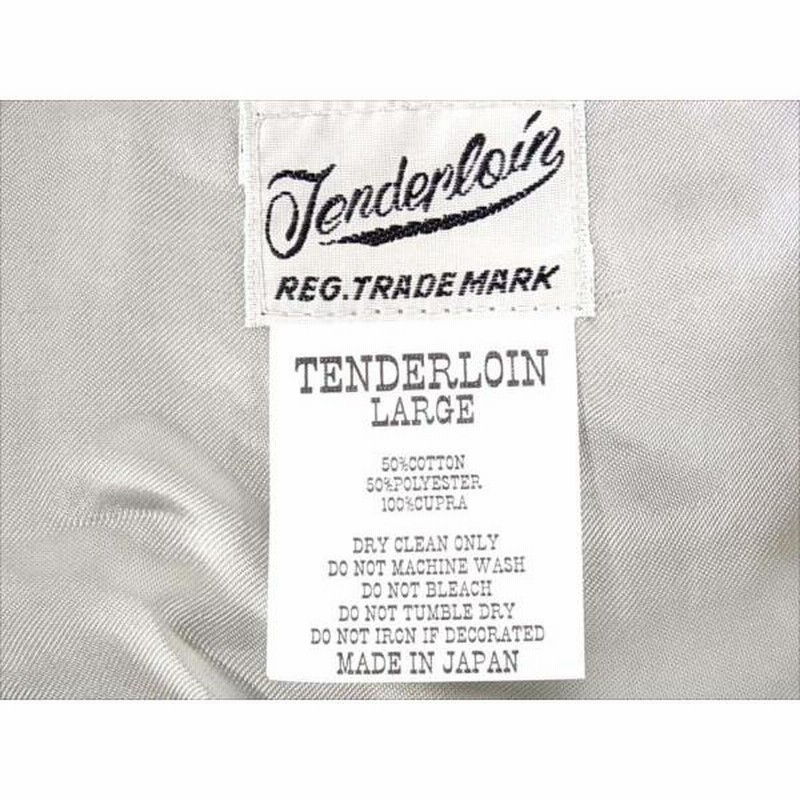 Tenderloin
REG. TRADE MARK
TENDERLOIN
LARGE
50%COTTON
50%POLYESTER
100%CUPRA
DRY CLEAN ONLY
DO NOT MACHINE WASH
DO NOT BLEACH
DO NOT TUMBLE DRY
DO NOT IRON IF DECORATED
MADE IN JAPAN